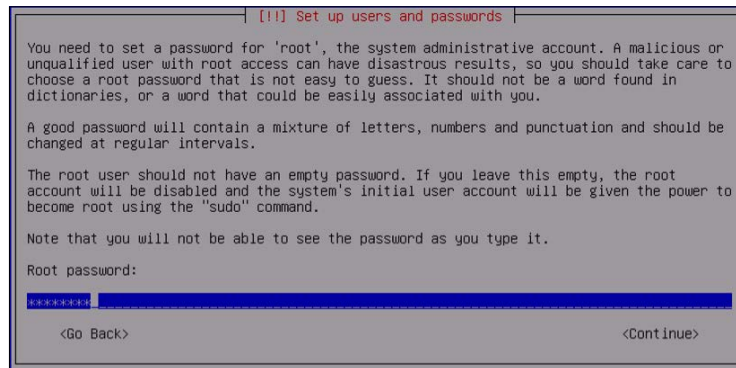 [!!] Set up users and passwords
You need to set a password for 'root', the system administrative account. A malicious or
unqualified user with root access can have disastrous results, so you should take care to
choose a root password that is not easy to guess. It should not be a word found in
dictionaries, or a word that could be easily associated with you.
A good password will contain a mixture of letters, numbers and punctuation and should be
changed at regular intervals.
The root user should not have an empty password. If you leave this empty, the root
account will be disabled and the system's initial user account will be given the power to
become root using the "sudo" command.
Note that you will not be able to see the password as you type it.
Root password:
********
<Go Back> <Continue>